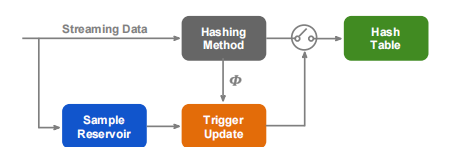 Streaming Data
Hashing
Method
Hash
Table
Φ
Sample
Reservoir
Trigger
Update